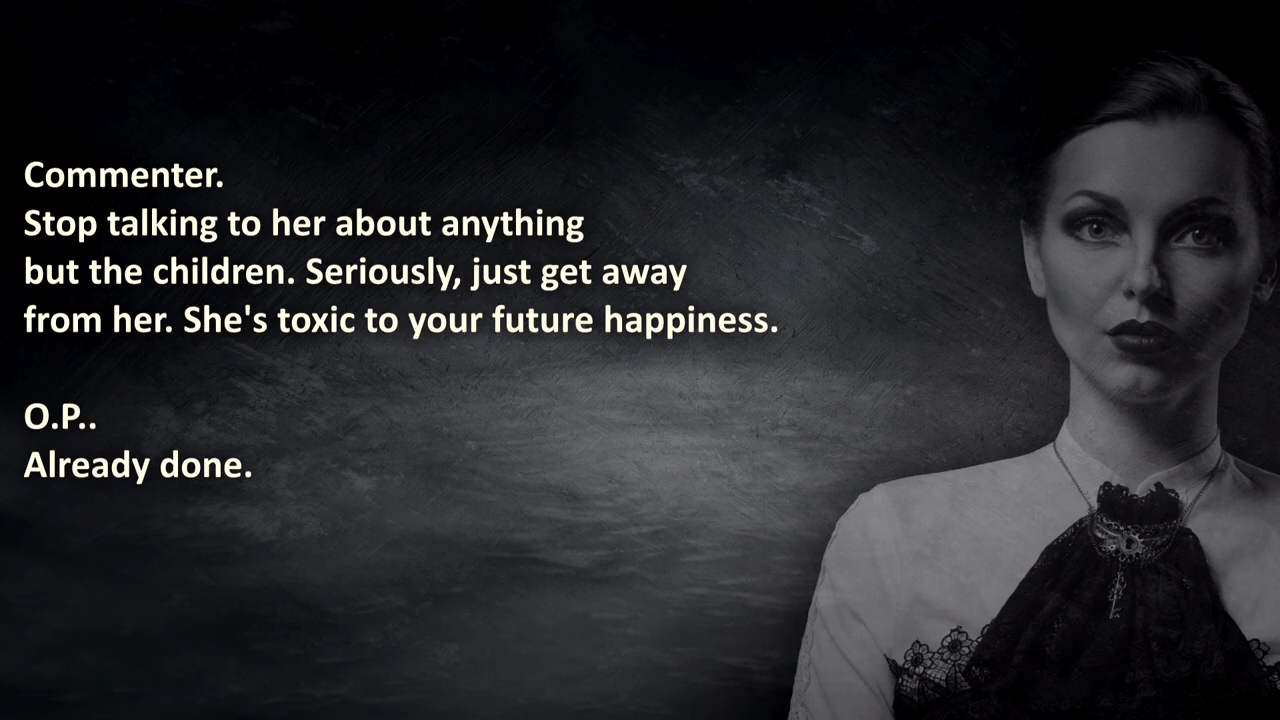 Commenter.
Stop talking to her about anything
but the children. Seriously, just get away
from her. She's toxic to your future happiness.
O.P..
Already done.